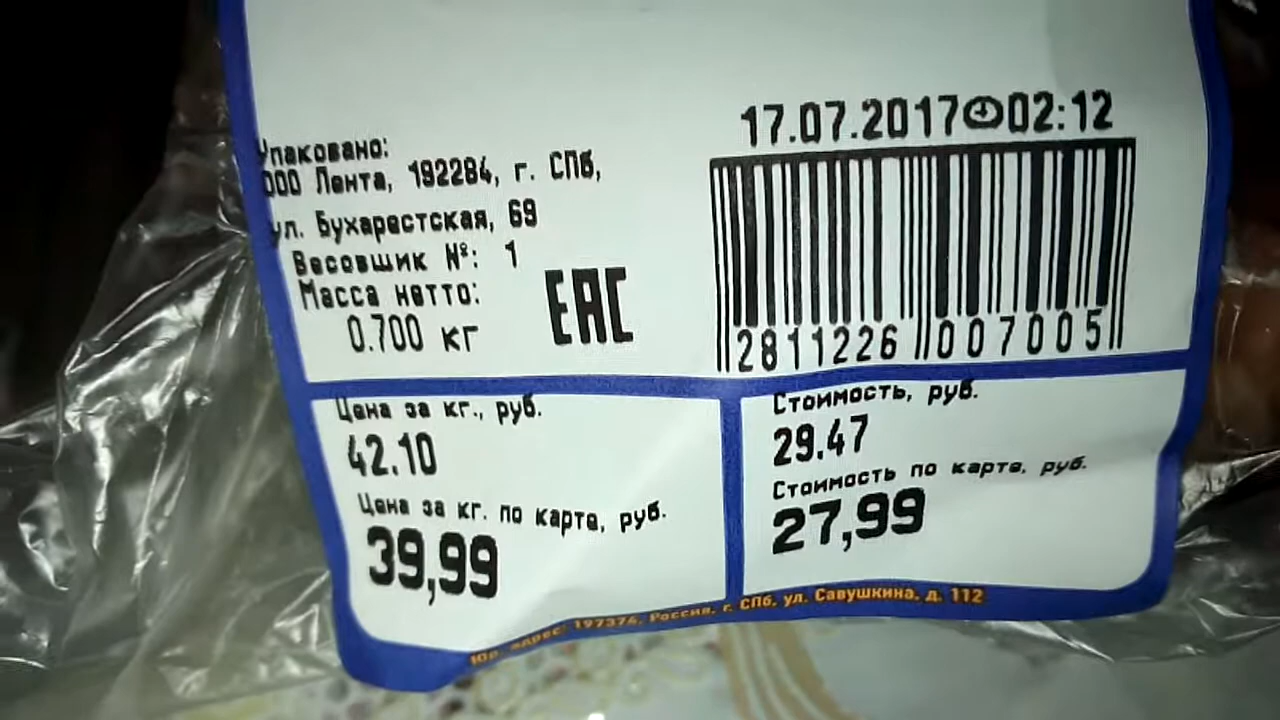 17.07.2017 02:12
Упаковано:
ООО Лента, 192284, г. СПб,
ул. Бухарестская, 69
Весовщик №: 1
Масса нетто:
0.700 кг
EAC
2811226 007005
Цена за кг., руб.
42.10
Цена за кг. по карте, руб.
39,99
Стоимость, руб.
29.47
Стоимость по карте, руб.
27,99
Юр. адрес: 197374, Россия, г. СПб, ул. Савушкина, д. 112